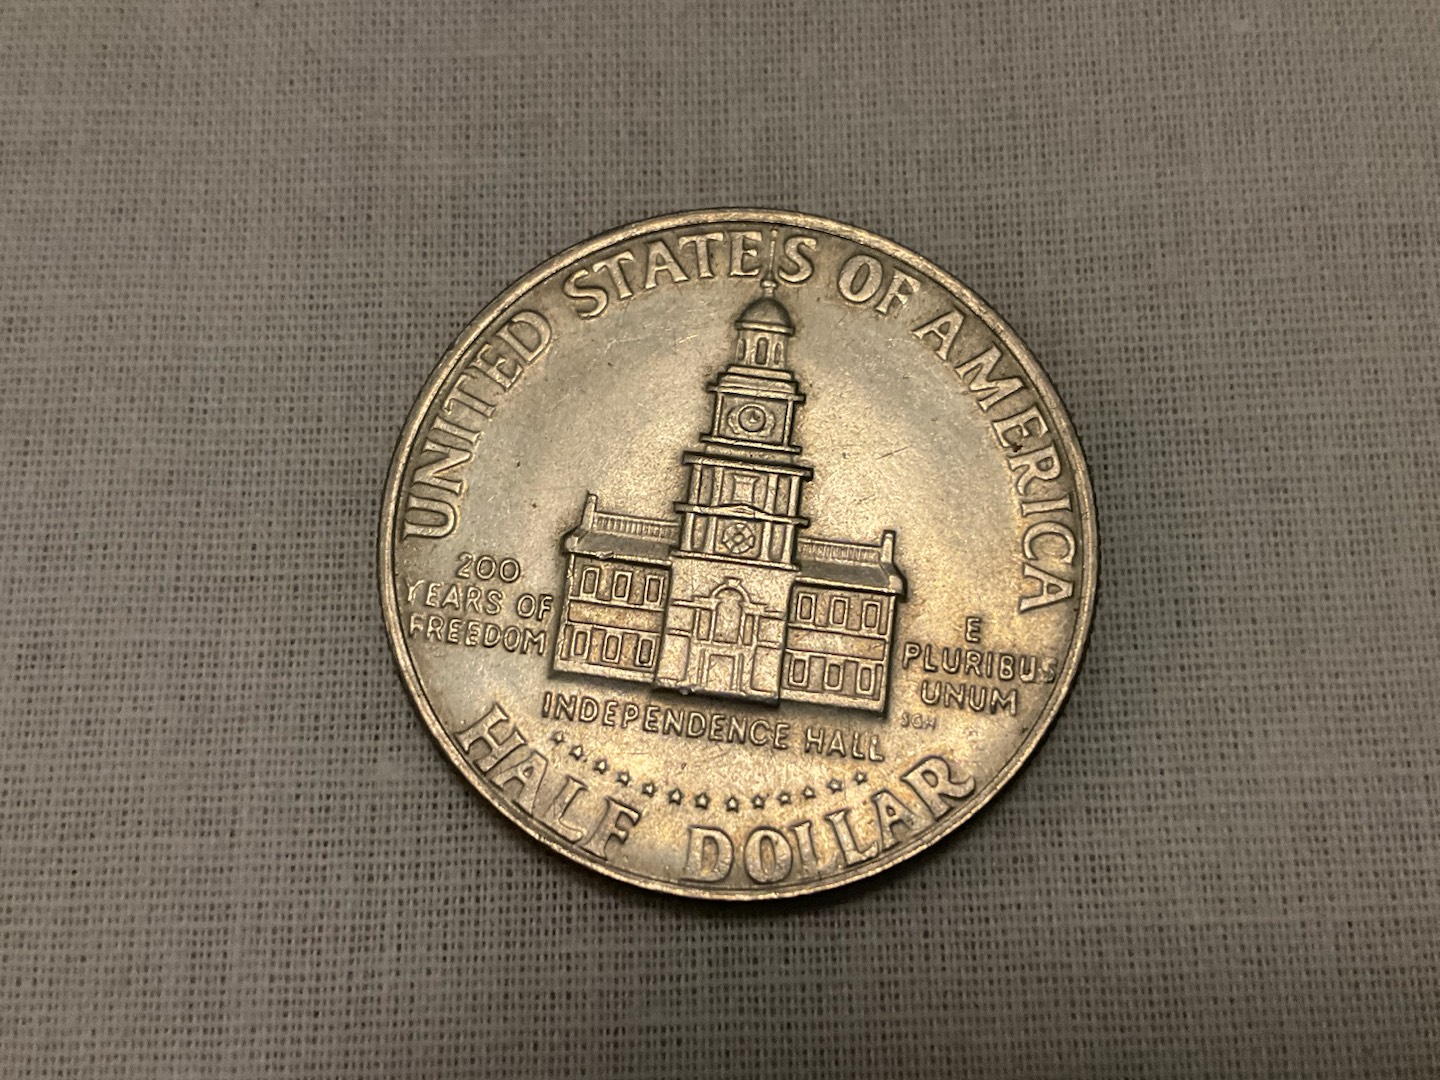 UNITED STATES OF AMERICA
200
YEARS OF
FREEDOM
E
PLURIBUS
UNUM
SGH
INDEPENDENCE HALL
HALF DOLLAR